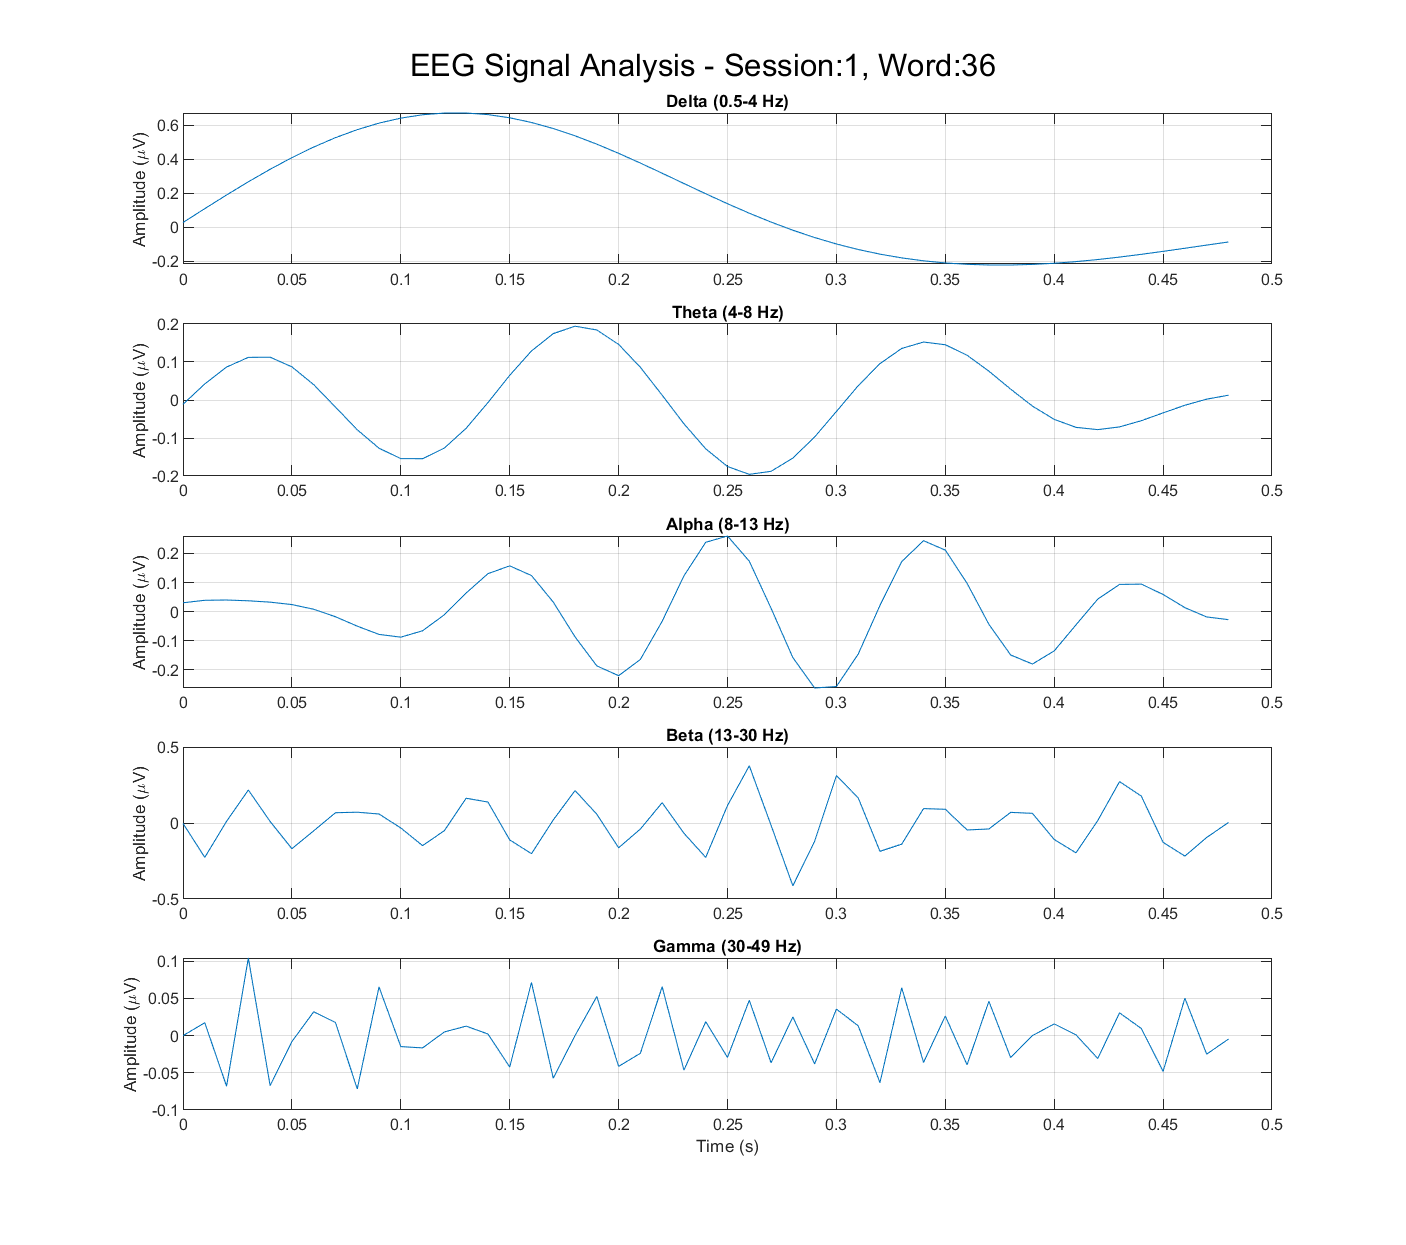 EEG Signal Analysis - Session:1, Word:36
Delta (0.5-4 Hz)
Amplitude (μV)
0.6
0.4
0.2
0
-0.2
0 0.05 0.1 0.15 0.2 0.25 0.3 0.35 0.4 0.45 0.5
Theta (4-8 Hz)
Amplitude (μV)
0.2
0.1
0
-0.1
-0.2
0 0.05 0.1 0.15 0.2 0.25 0.3 0.35 0.4 0.45 0.5
Alpha (8-13 Hz)
Amplitude (μV)
0.2
0.1
0
-0.1
-0.2
0 0.05 0.1 0.15 0.2 0.25 0.3 0.35 0.4 0.45 0.5
Beta (13-30 Hz)
Amplitude (μV)
0.5
0
-0.5
0 0.05 0.1 0.15 0.2 0.25 0.3 0.35 0.4 0.45 0.5
Gamma (30-49 Hz)
Amplitude (μV)
0.1
0.05
0
-0.05
-0.1
0 0.05 0.1 0.15 0.2 0.25 0.3 0.35 0.4 0.45 0.5
Time (s)